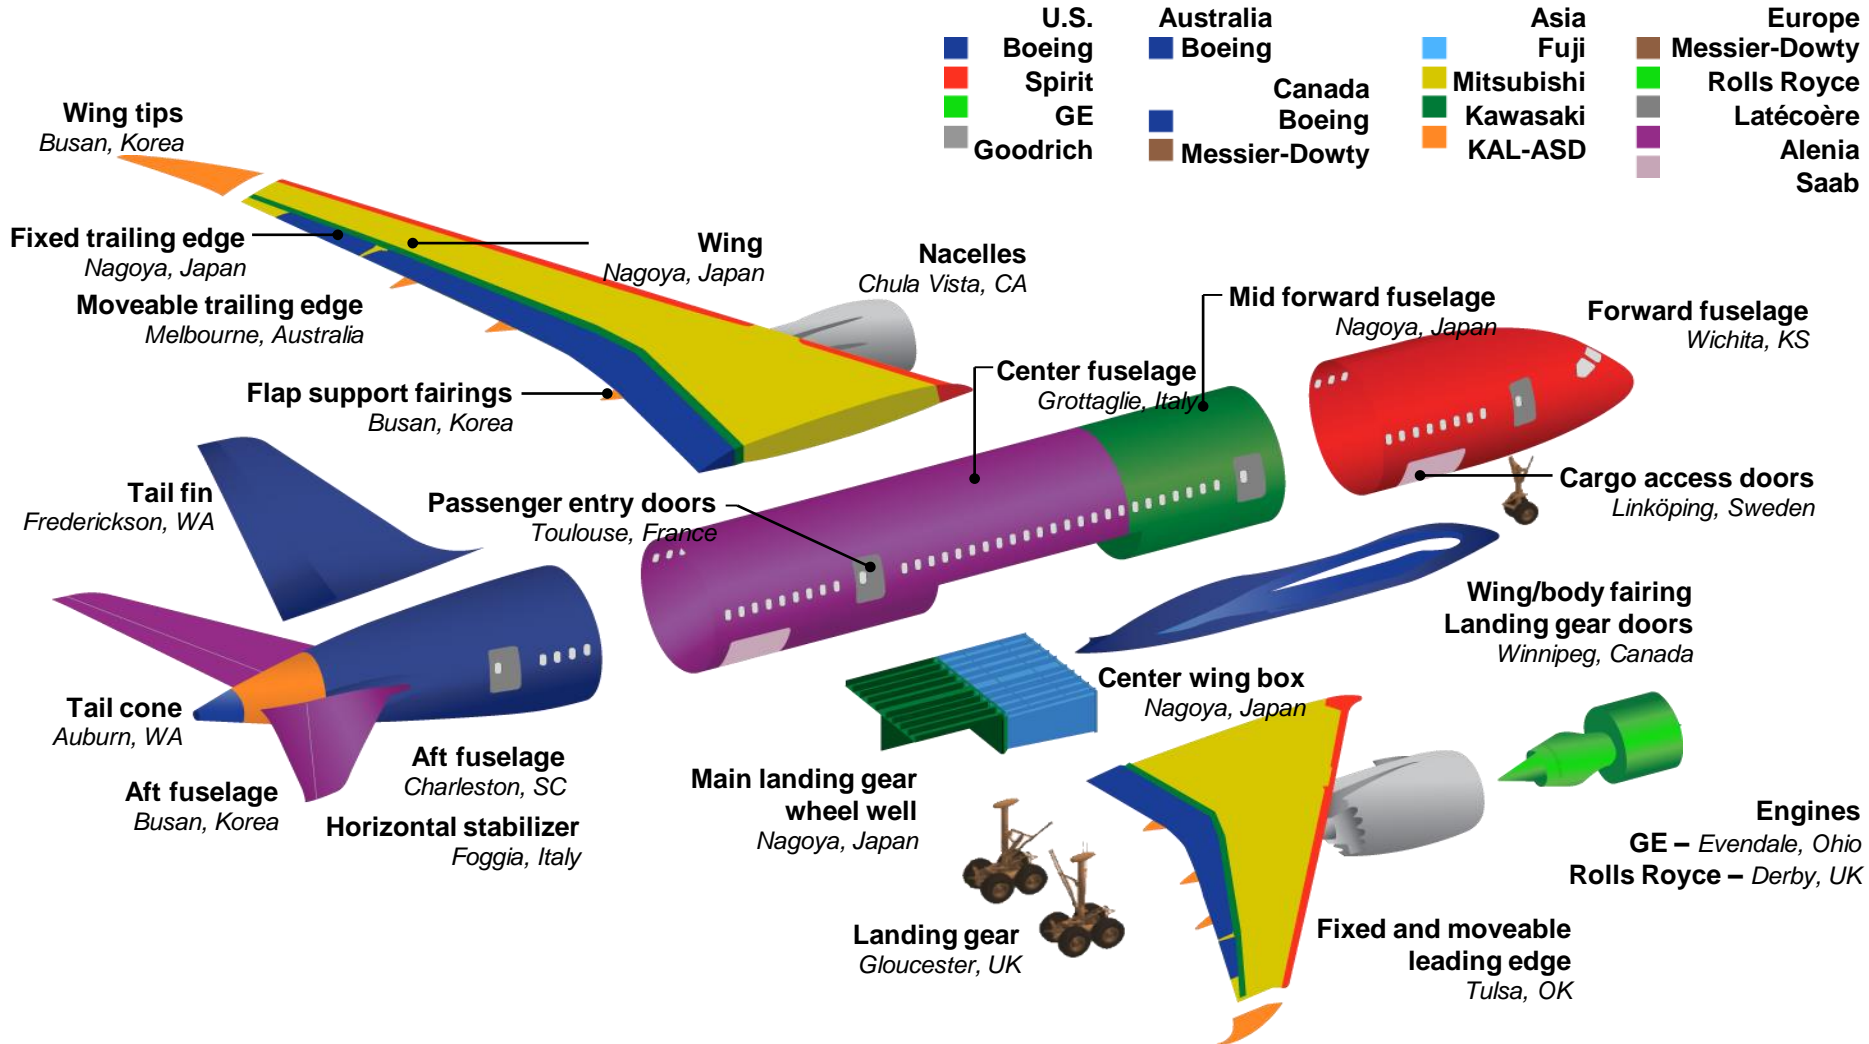 U.S.
Boeing
Spirit
GE
Goodrich
Australia
Boeing
Canada
Boeing
Messier-Dowty
Asia
Fuji
Mitsubishi
Kawasaki
KAL-ASD
Europe
Messier-Dowty
Rolls Royce
Latécoère
Alenia
Saab
Wing tips
Busan, Korea
Fixed trailing edge
Nagoya, Japan
Moveable trailing edge
Melbourne, Australia
Flap support fairings
Busan, Korea
Wing
Nagoya, Japan
Nacelles
Chula Vista, CA
Mid forward fuselage
Nagoya, Japan
Forward fuselage
Wichita, KS
Center fuselage
Grottaglie, Italy
Cargo access doors
Linköping, Sweden
Tail fin
Frederickson, WA
Passenger entry doors
Toulouse, France
Wing/body fairing
Landing gear doors
Winnipeg, Canada
Center wing box
Nagoya, Japan
Tail cone
Auburn, WA
Aft fuselage
Charleston, SC
Aft fuselage
Busan, Korea
Horizontal stabilizer
Foggia, Italy
Main landing gear
wheel well
Nagoya, Japan
Landing gear
Gloucester, UK
Engines
GE – Evendale, Ohio
Rolls Royce – Derby, UK
Fixed and moveable
leading edge
Tulsa, OK